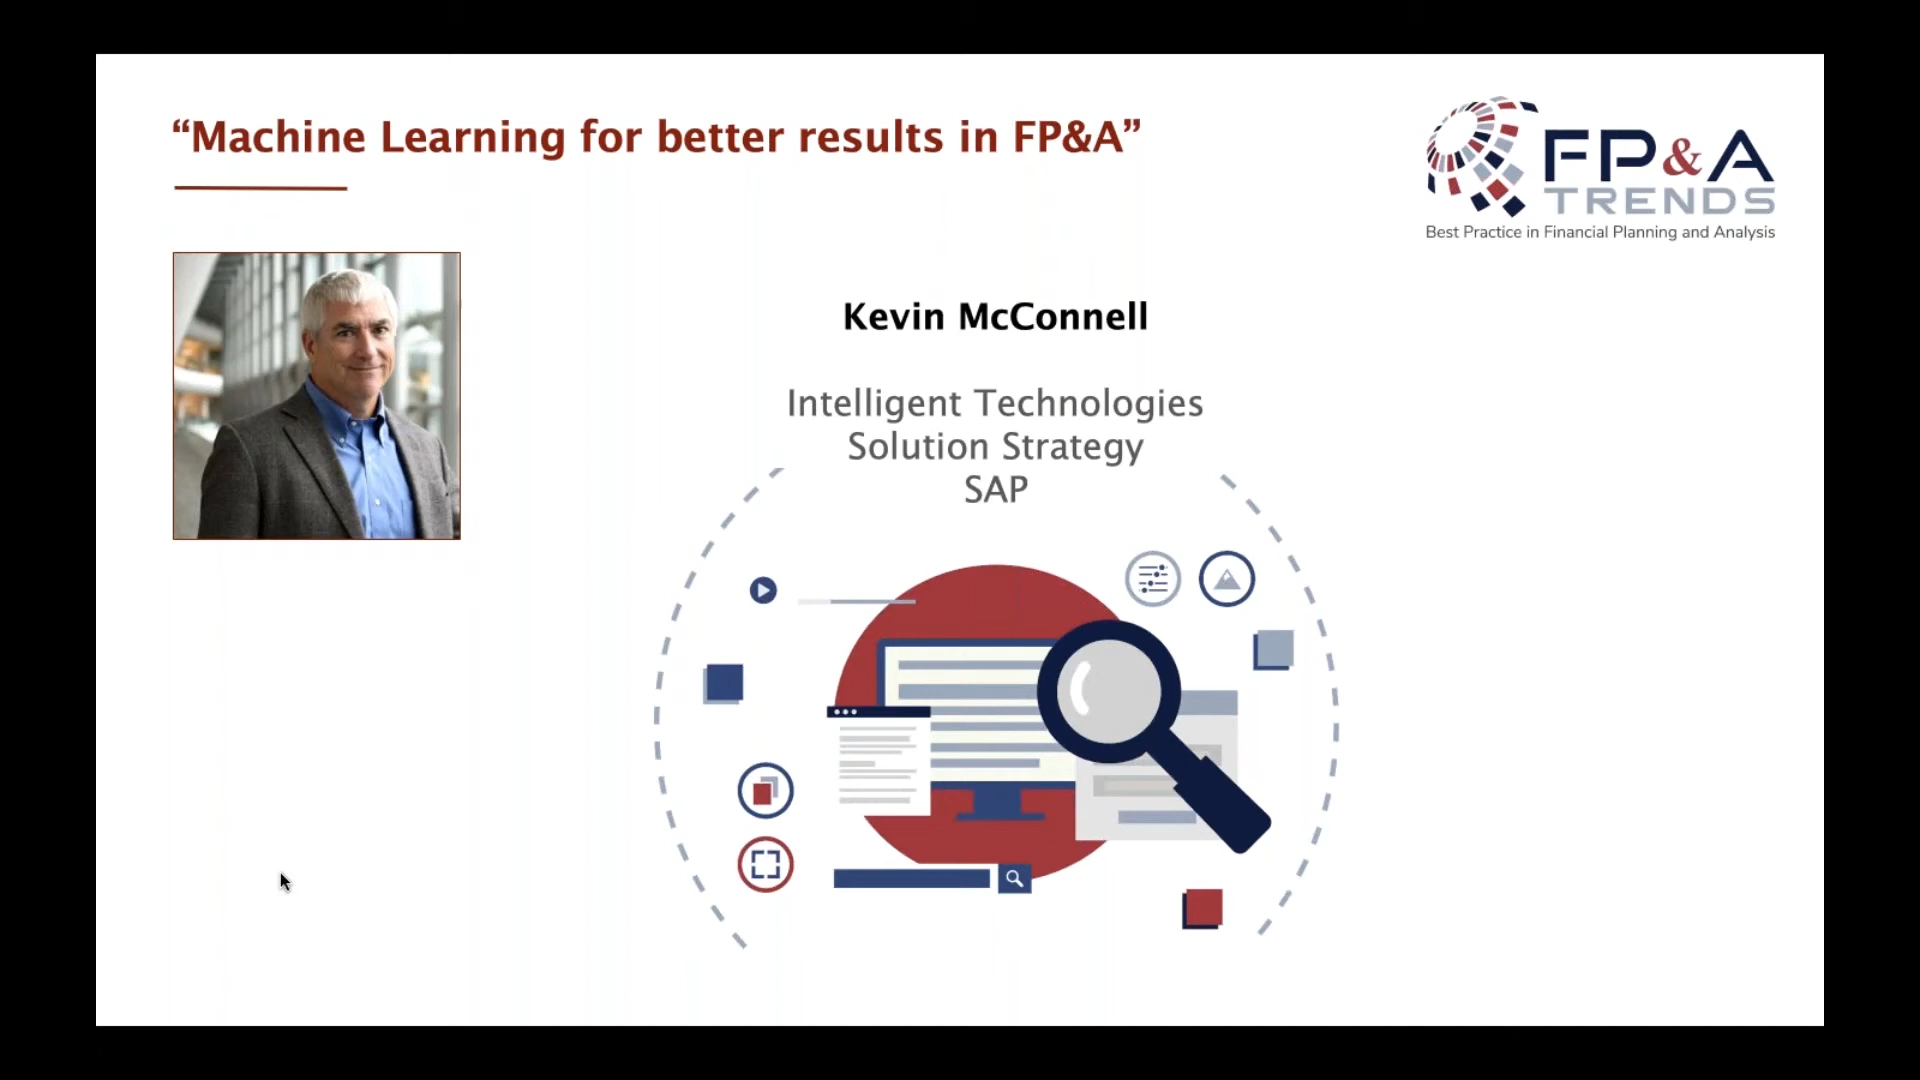 “Machine Learning for better results in FP&A”
FP&A
TRENDS
Best Practice in Financial Planning and Analysis
Kevin McConnell
Intelligent Technologies
Solution Strategy
SAP